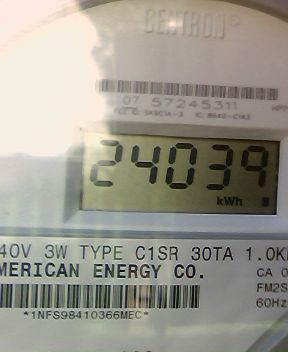 CENTRON®
07 57245311
24039
kWh
40V 3W TYPE C1SR 30TA 1.0K
MERICAN ENERGY CO.
CA 0
FM2S
60Hz
*1NFS98410366MEC*